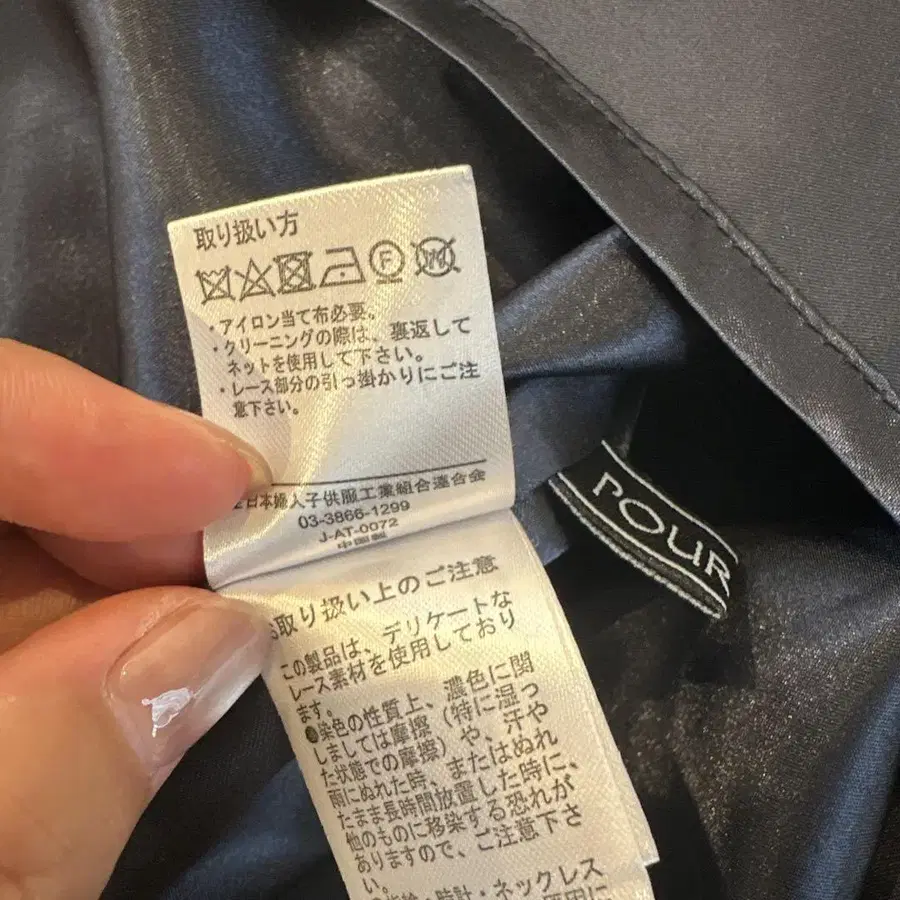 取り扱い方
F
W
・アイロン当て布必要。
・クリーニングの際は、裏返して
ネットを使用して下さい。
・レース部分の引っ掛かりにご注
意下さい。
日本婦人子供服工業組合連合会
03-3866-1299
J-AT-0072
中国製
POUR
お取り扱い上のご注意
この製品は、デリケートな
レース素材を使用しており
ます。
●染色の性質上、濃色に関
しましては摩擦(特に湿っ
た状態での摩擦)や、汗や
雨にぬれた時、またはぬれ
たまま長時間放置した時に、
他のものに移染する恐れが
ありますので、ご注意下さ
い。
・時計・ネックレス